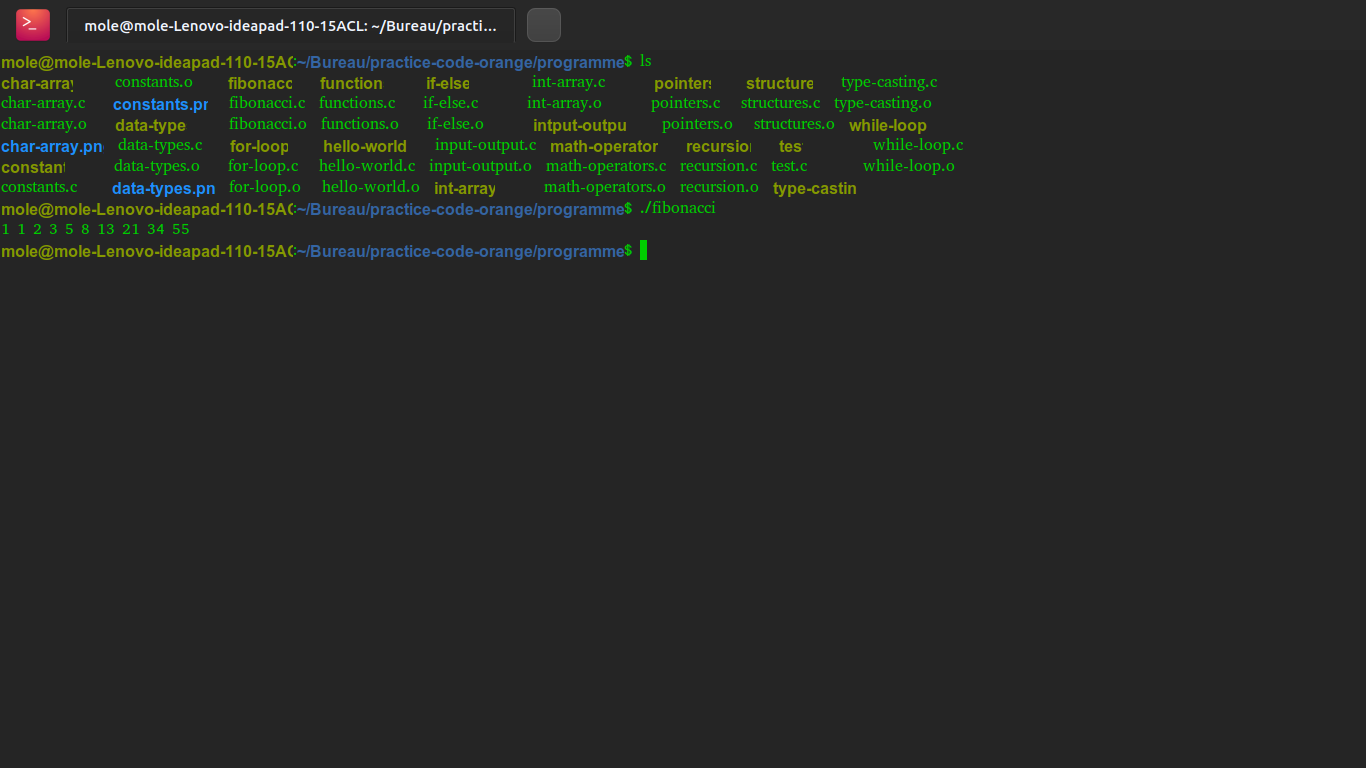 >_ mole@mole-Lenovo-ideapad-110-15ACL: ~/Bureau/practi...
mole@mole-Lenovo-ideapad-110-15AC:~/Bureau/practice-code-orange/programme$ ls
char-array constants.o fibonacc function if-else int-array.c pointers structure type-casting.c
char-array.c constants.pr fibonacci.c functions.c if-else.c int-array.o pointers.c structures.c type-casting.o
char-array.o data-type fibonacci.o functions.o if-else.o intput-outpu pointers.o structures.o while-loop
char-array.pn data-types.c for-loop hello-world input-output.c math-operator recursion tes while-loop.c
constant data-types.o for-loop.c hello-world.c input-output.o math-operators.c recursion.c test.c while-loop.o
constants.c data-types.pn for-loop.o hello-world.o int-array math-operators.o recursion.o type-castin
mole@mole-Lenovo-ideapad-110-15AC:~/Bureau/practice-code-orange/programme$ ./fibonacci
1 1 2 3 5 8 13 21 34 55
mole@mole-Lenovo-ideapad-110-15AC:~/Bureau/practice-code-orange/programme$